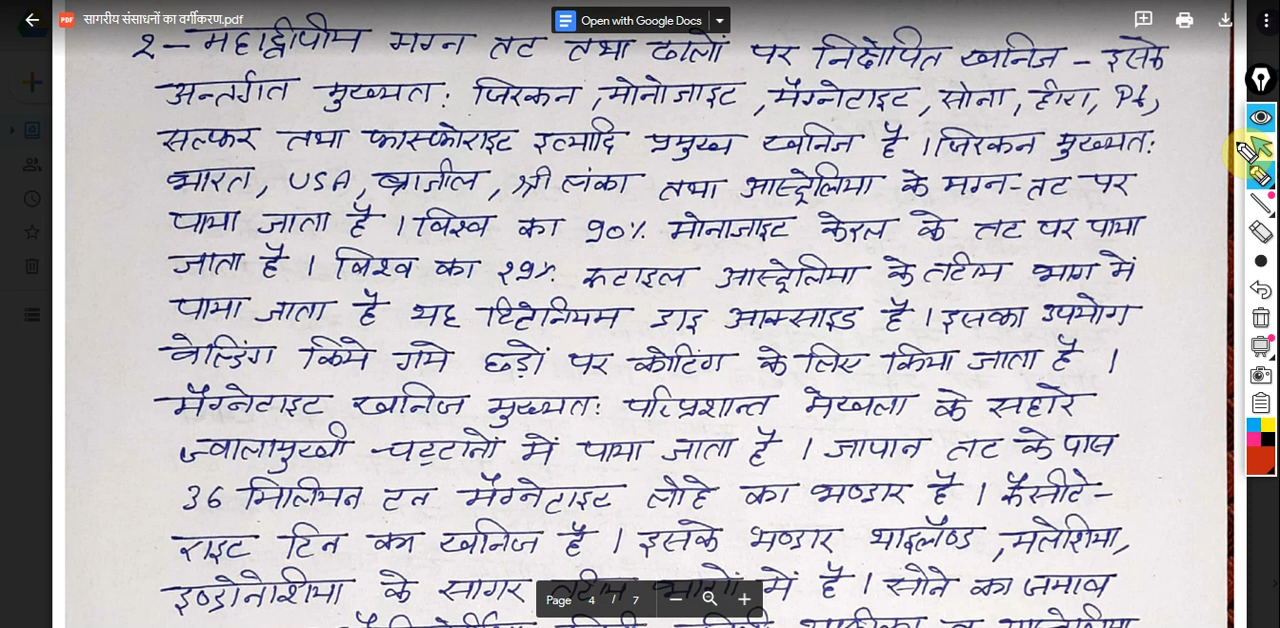 सागरीय संसाधनों का वर्गीकरण.pdf
Open with Google Docs
२ – महाद्वीपीय मग्न तट तथा ढालों पर निक्षेपित खनिज – इसके
अन्तर्गत मुख्यतः जिरकन, मोनोजाइट, मैग्नेटाइट, सोना, हीरा, Pt,
सल्फर तथा फास्फोराइट इत्यादि प्रमुख खनिज है। जिरकन मुख्यतः
भारत, USA, ब्राजील, श्री लंका तथा आस्ट्रेलिया के मग्न-तट पर
पाया जाता है। विश्व का 90% मोनाजाइट केरल के तट पर पाया
जाता है। विश्व का २९% रूटाइल आस्ट्रेलिया के तटीय भाग में
पाया जाता है यह टिटेनियम डाइ आक्साइड है। इसका उपयोग
वेल्डिंग किये गये छड़ों पर कोटिंग के लिए किया जाता है।
मैग्नेटाइट खनिज मुख्यतः परिप्रशान्त मेखला के सहारे
ज्वालामुखी चट्टानों में पाया जाता है। जापान तट के पास
36 मिलियन टन मैग्नेटाइट लोहे का भण्डार है। कैसीटे-
राइट टिन का खनिज है। इसके भण्डार थाइलैण्ड, मलेशिया,
इण्डोनेशिया के सागर तटीय भागों में है। सोने का जमाव
Page 4 / 7